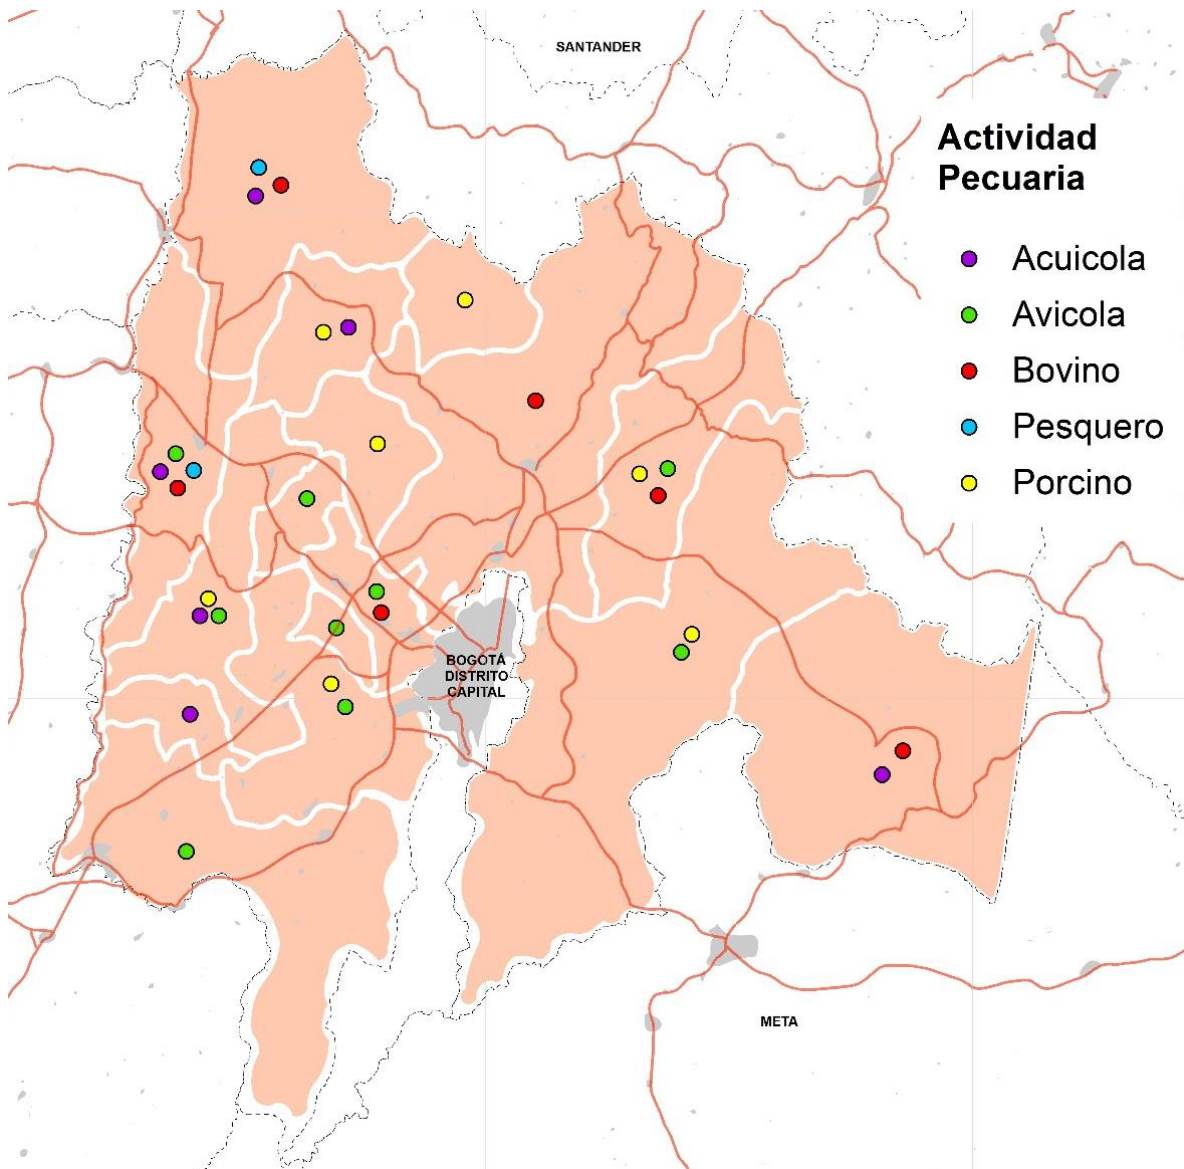 SANTANDER
Actividad
Pecuaria
Acuicola
Avicola
Bovino
Pesquero
Porcino
BOGOTÁ
DISTRITO
CAPITAL
META